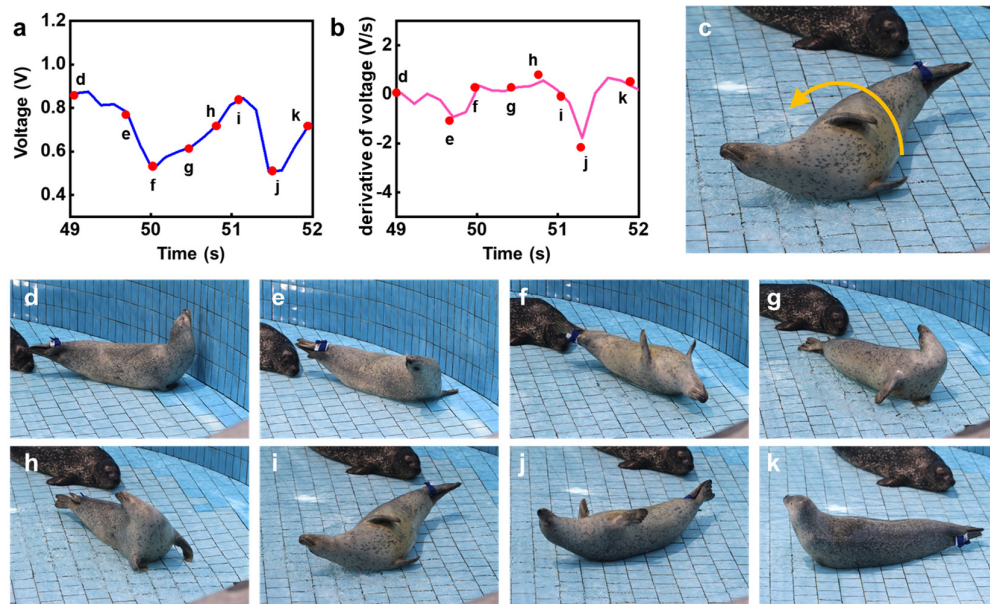 a
Voltage (V)
1.2
1.0
0.8
0.6
0.4
d
e
f
g
h
i
j
k
49 50 51 52
Time (s)
b
derivative of voltage (V/s)
2
0
-2
-4
d
e
f
g
h
i
j
k
49 50 51 52
Time (s)
c
d e f g
h i j k